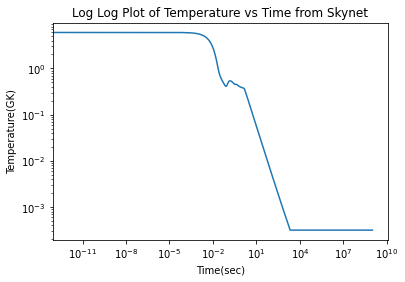 Log Log Plot of Temperature vs Time from Skynet
Temperature(GK)
10⁰
10⁻¹
10⁻²
10⁻³
10⁻¹¹ 10⁻⁸ 10⁻⁵ 10⁻² 10¹ 10⁴ 10⁷ 10¹⁰
Time(sec)